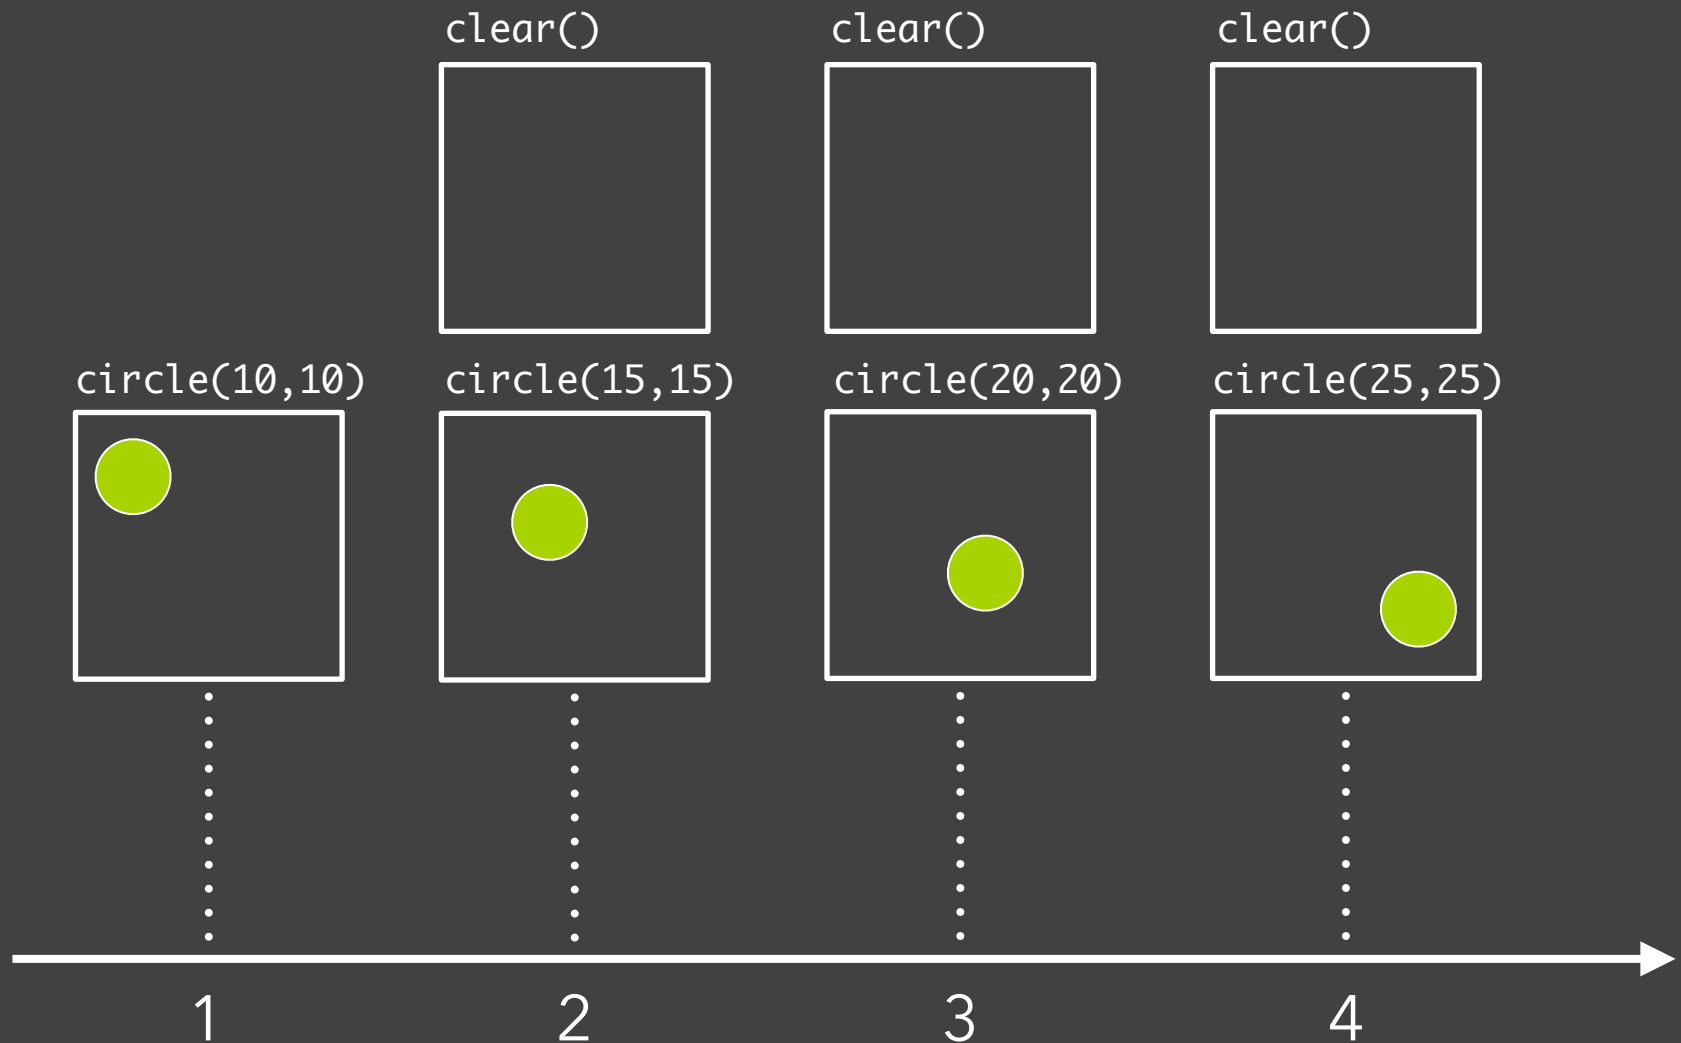 clear() clear() clear()
circle(10,10) circle(15,15) circle(20,20) circle(25,25)
1 2 3 4